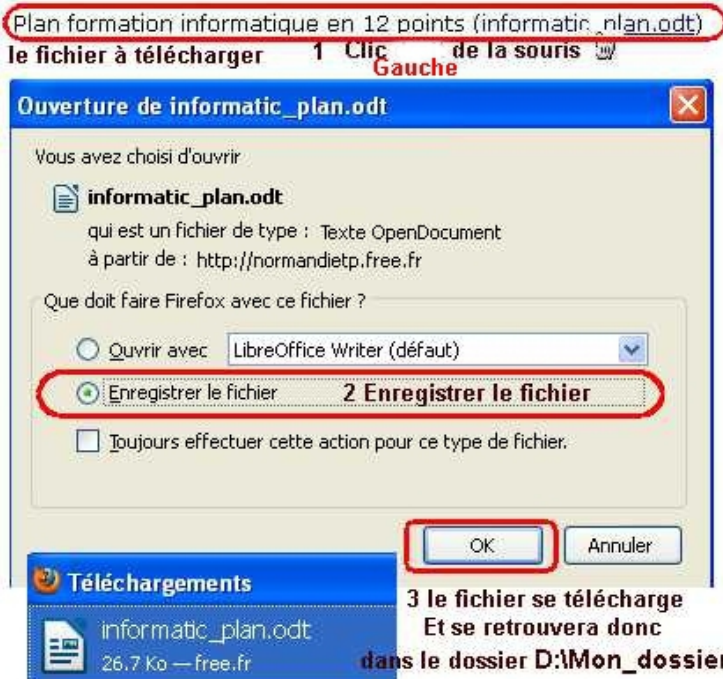 Plan formation informatique en 12 points (informatic_plan.odt)
le fichier à télécharger 1 Clic de la souris
Gauche
Ouverture de informatic_plan.odt
Vous avez choisi d'ouvrir
informatic_plan.odt
qui est un fichier de type : Texte OpenDocument
à partir de : http://normandietp.free.fr
Que doit faire Firefox avec ce fichier ?
Ouvrir avec LibreOffice Writer (défaut)
Enregistrer le fichier 2 Enregistrer le fichier
Toujours effectuer cette action pour ce type de fichier.
OK Annuler
Téléchargements
3 le fichier se télécharge
informatic_plan.odt
Et se retrouvera donc
26.7 Ko — free.fr
dans le dossier D:\Mon_dossier